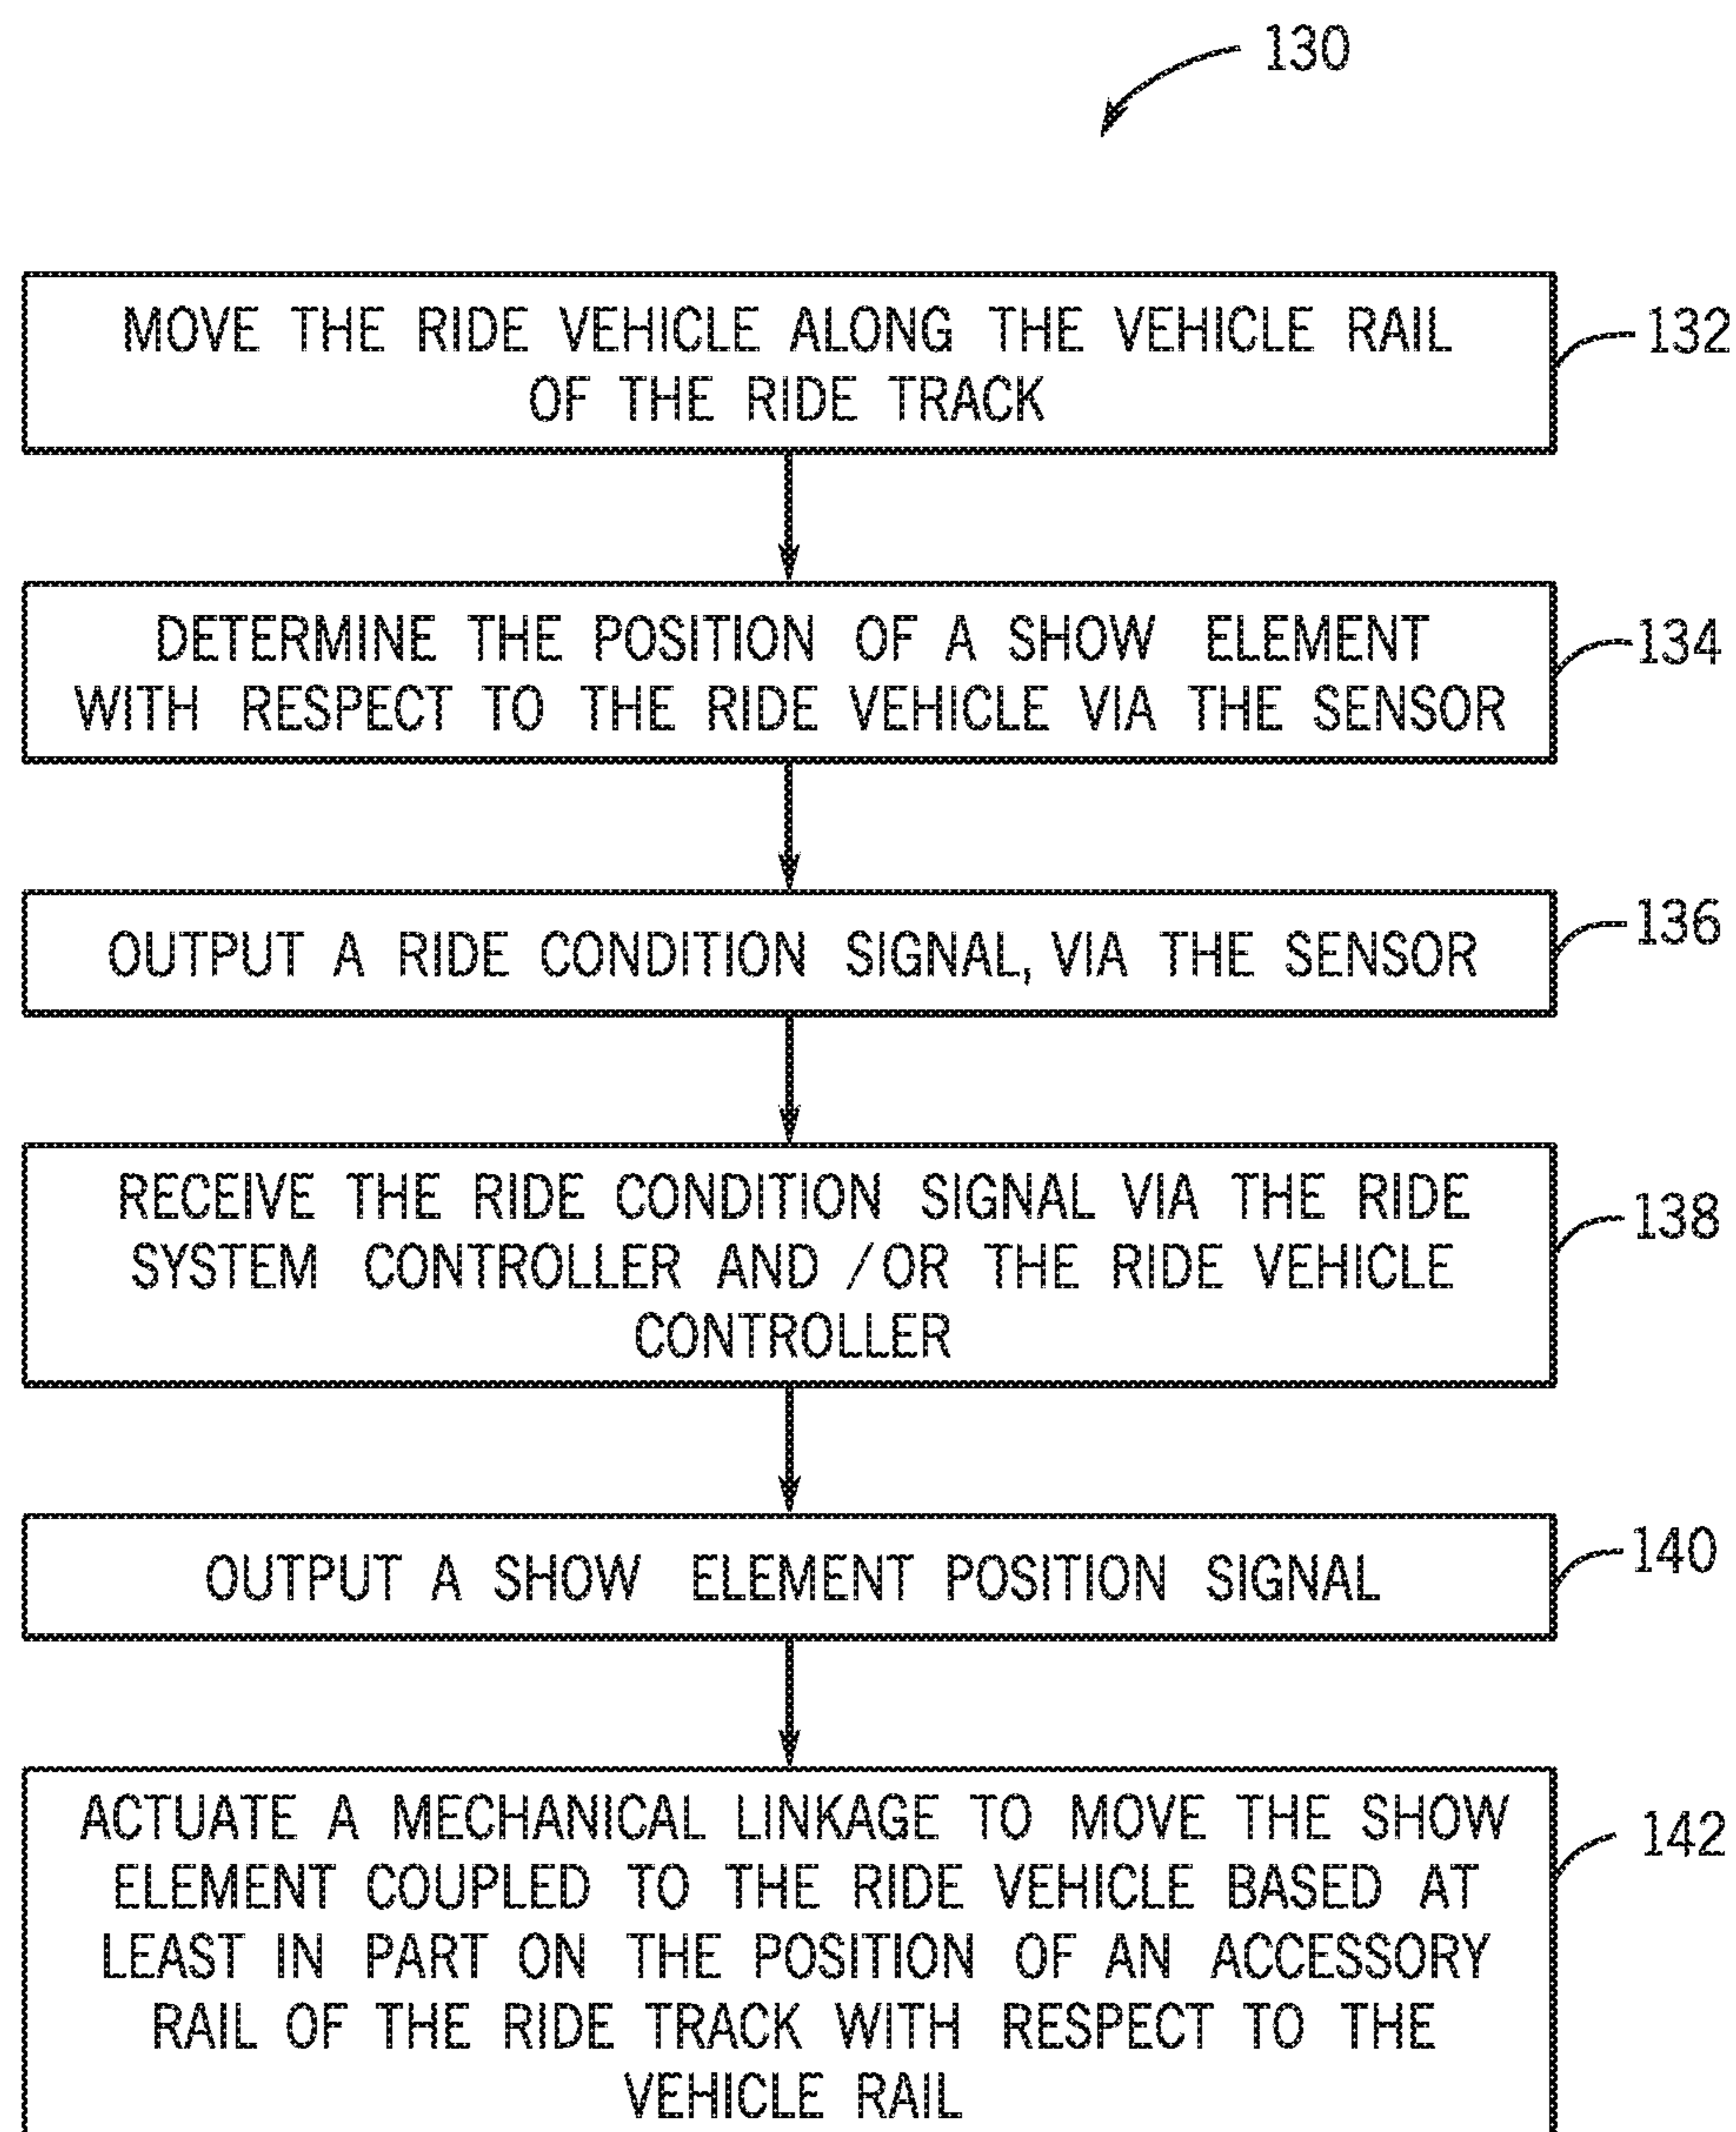 130
MOVE THE RIDE VEHICLE ALONG THE VEHICLE RAIL
OF THE RIDE TRACK
132
DETERMINE THE POSITION OF A SHOW ELEMENT
WITH RESPECT TO THE RIDE VEHICLE VIA THE SENSOR
134
OUTPUT A RIDE CONDITION SIGNAL, VIA THE SENSOR
136
RECEIVE THE RIDE CONDITION SIGNAL VIA THE RIDE
SYSTEM CONTROLLER AND /OR THE RIDE VEHICLE
CONTROLLER
138
OUTPUT A SHOW ELEMENT POSITION SIGNAL
140
ACTUATE A MECHANICAL LINKAGE TO MOVE THE SHOW
ELEMENT COUPLED TO THE RIDE VEHICLE BASED AT
LEAST IN PART ON THE POSITION OF AN ACCESSORY
RAIL OF THE RIDE TRACK WITH RESPECT TO THE
VEHICLE RAIL
142